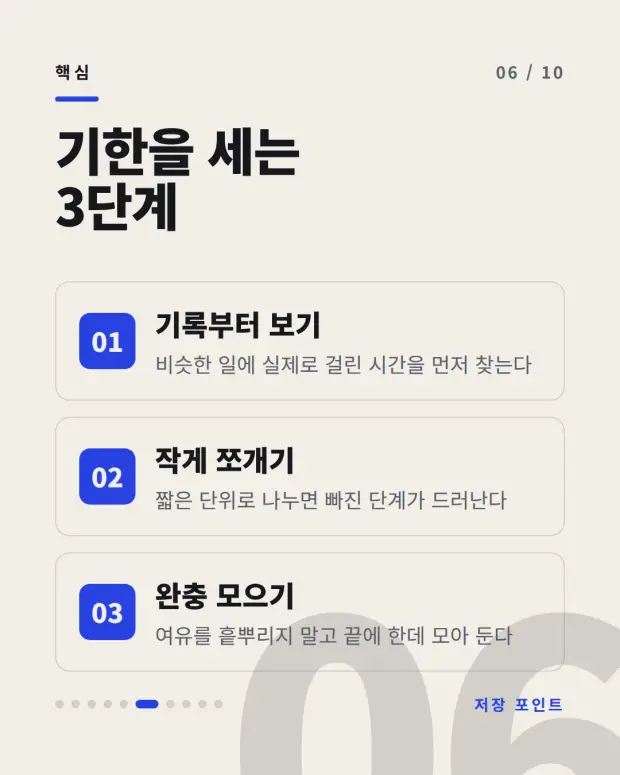 핵심
06 / 10
기한을 세는
3단계
01
기록부터 보기
비슷한 일에 실제로 걸린 시간을 먼저 찾는다
02
작게 쪼개기
짧은 단위로 나누면 빠진 단계가 드러난다
03
완충 모으기
여유를 흩뿌리지 말고 끝에 한데 모아 둔다
저장 포인트
06